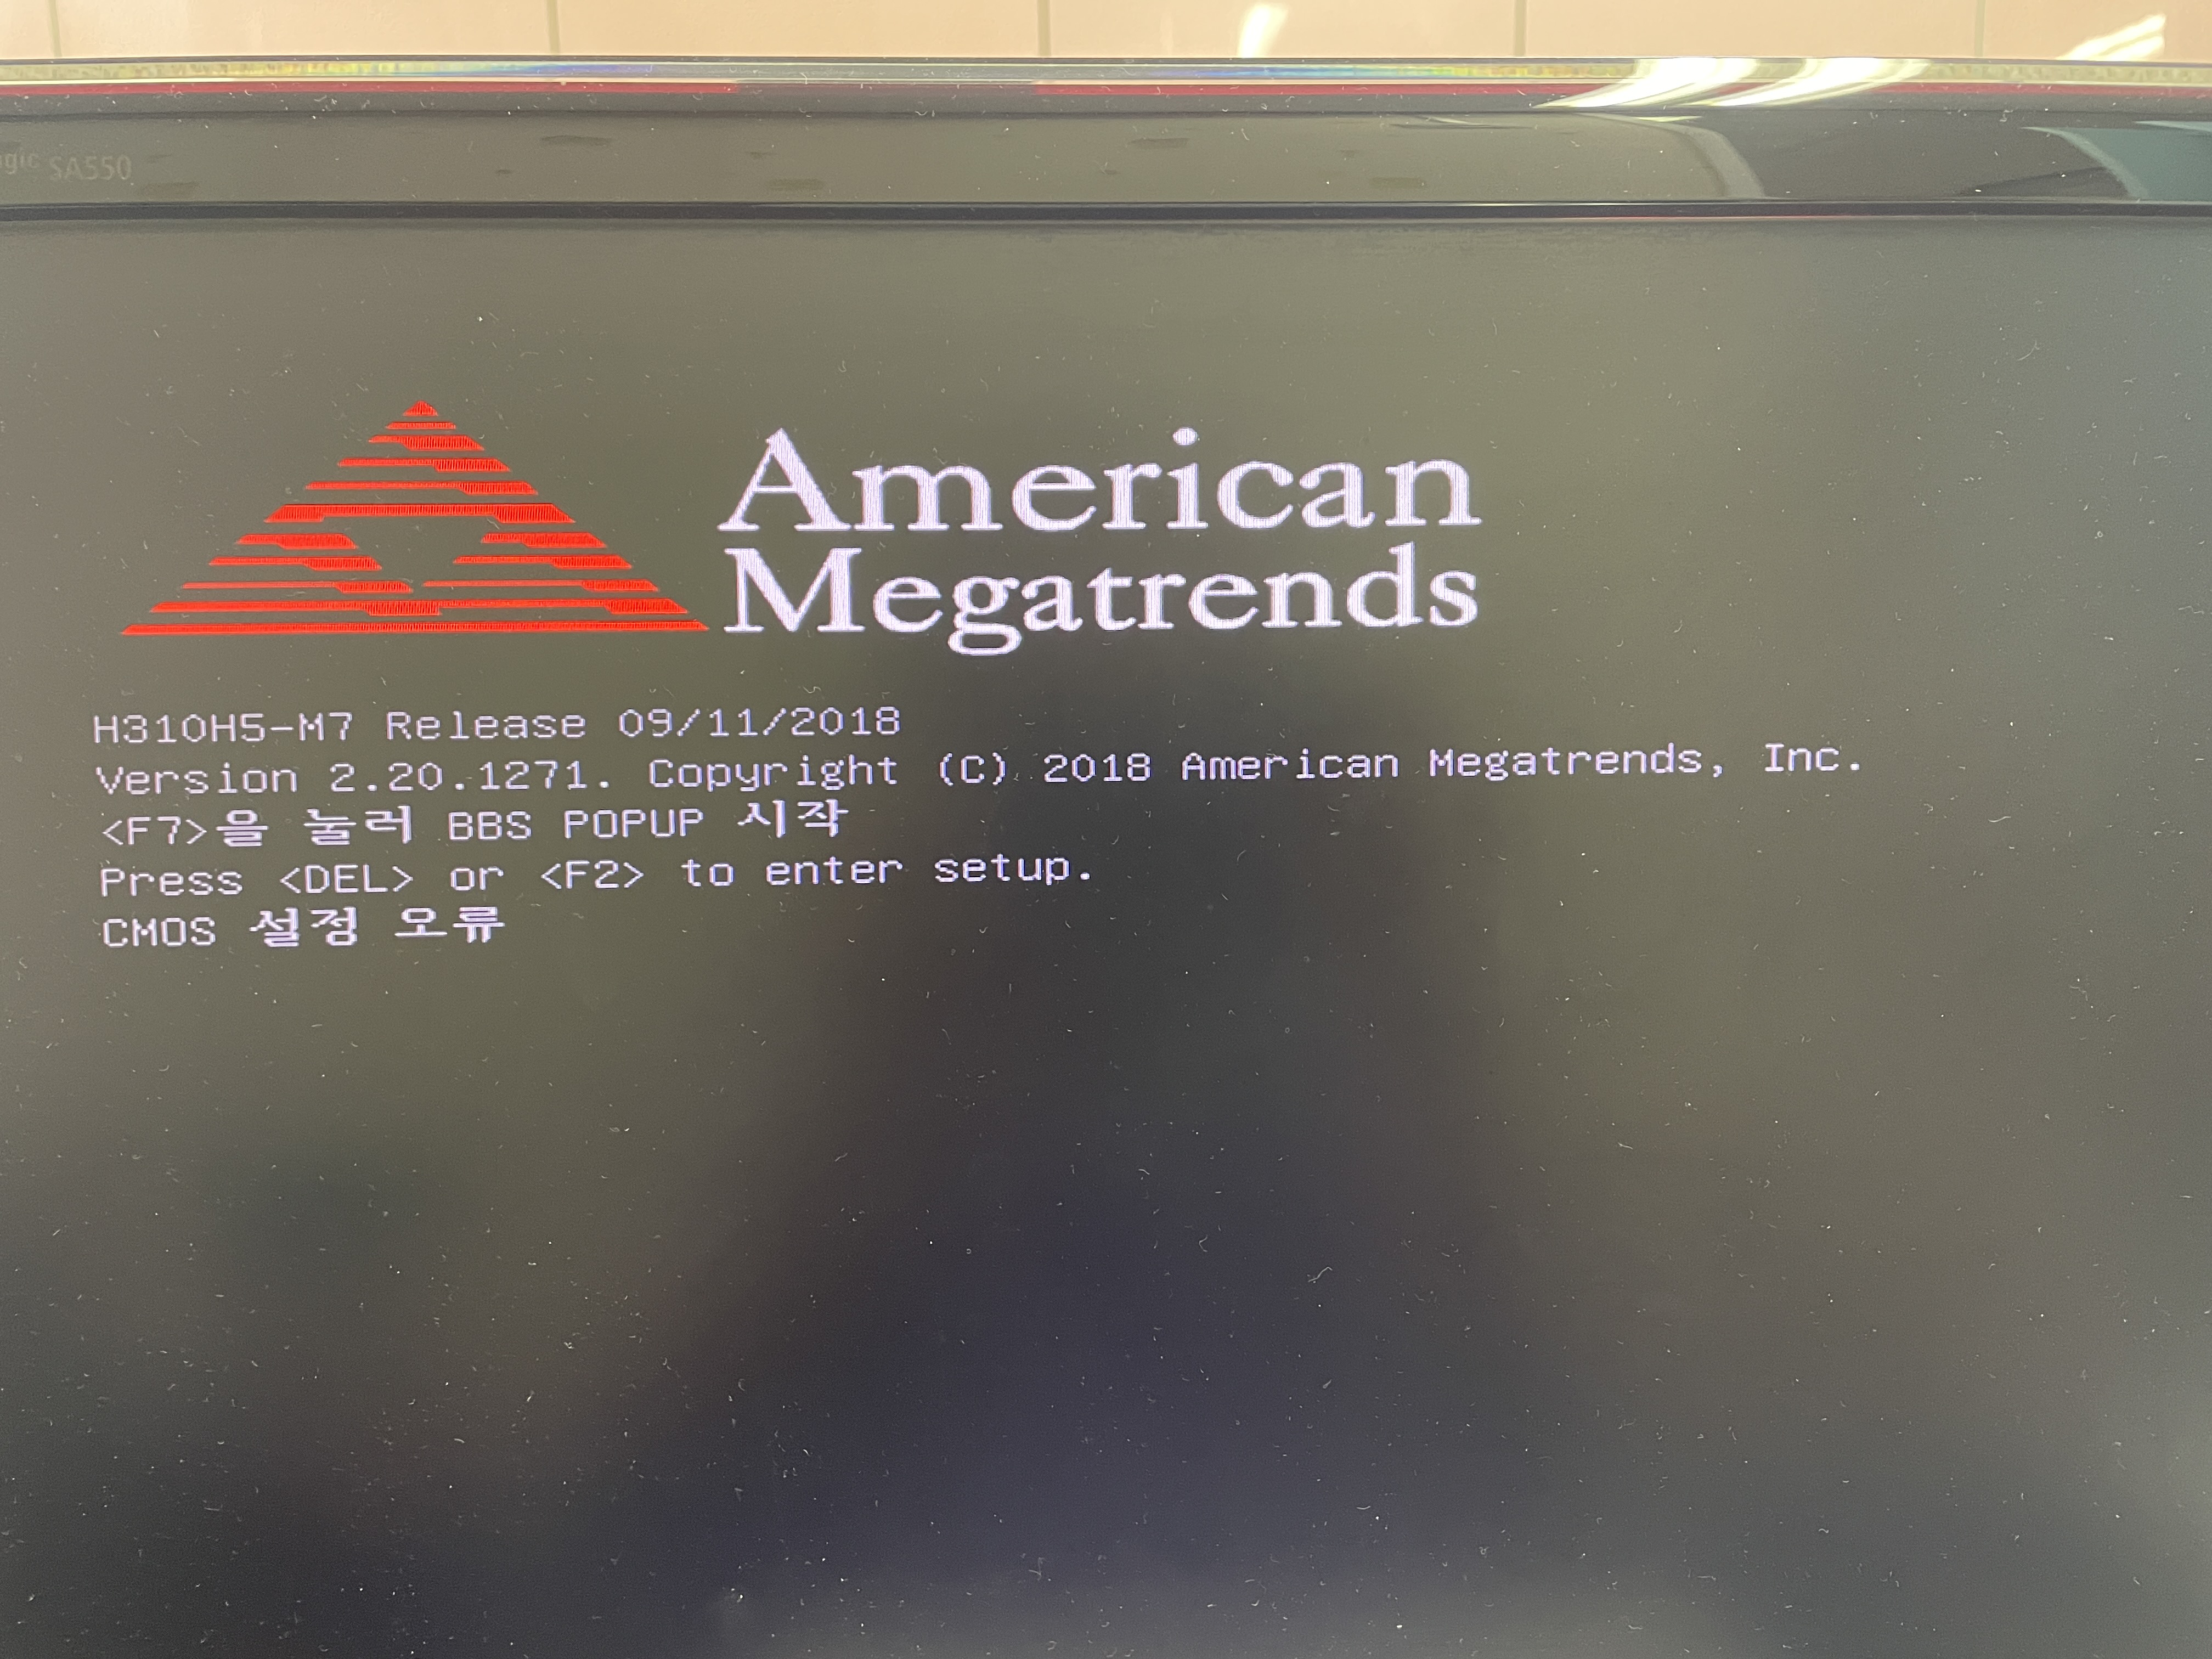 SA550
American
Megatrends
H310H5-M7 Release 09/11/2018
Version 2.20.1271. Copyright (C) 2018 American Megatrends, Inc.
<F7>을 눌러 BBS POPUP 시작
Press <DEL> or <F2> to enter setup.
CMOS 설정 오류